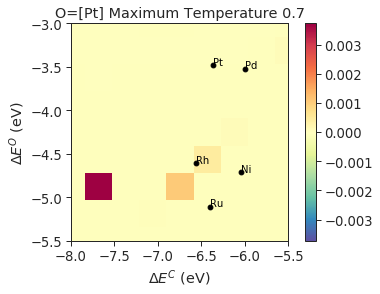 O=[Pt] Maximum Temperature 0.7
−3.0
−3.5
−4.0
−4.5
−5.0
−5.5
ΔE^O (eV)
Pt
Pd
Rh
Ni
Ru
−8.0 −7.5 −7.0 −6.5 −6.0 −5.5
ΔE^C (eV)
0.003
0.002
0.001
0.000
−0.001
−0.002
−0.003